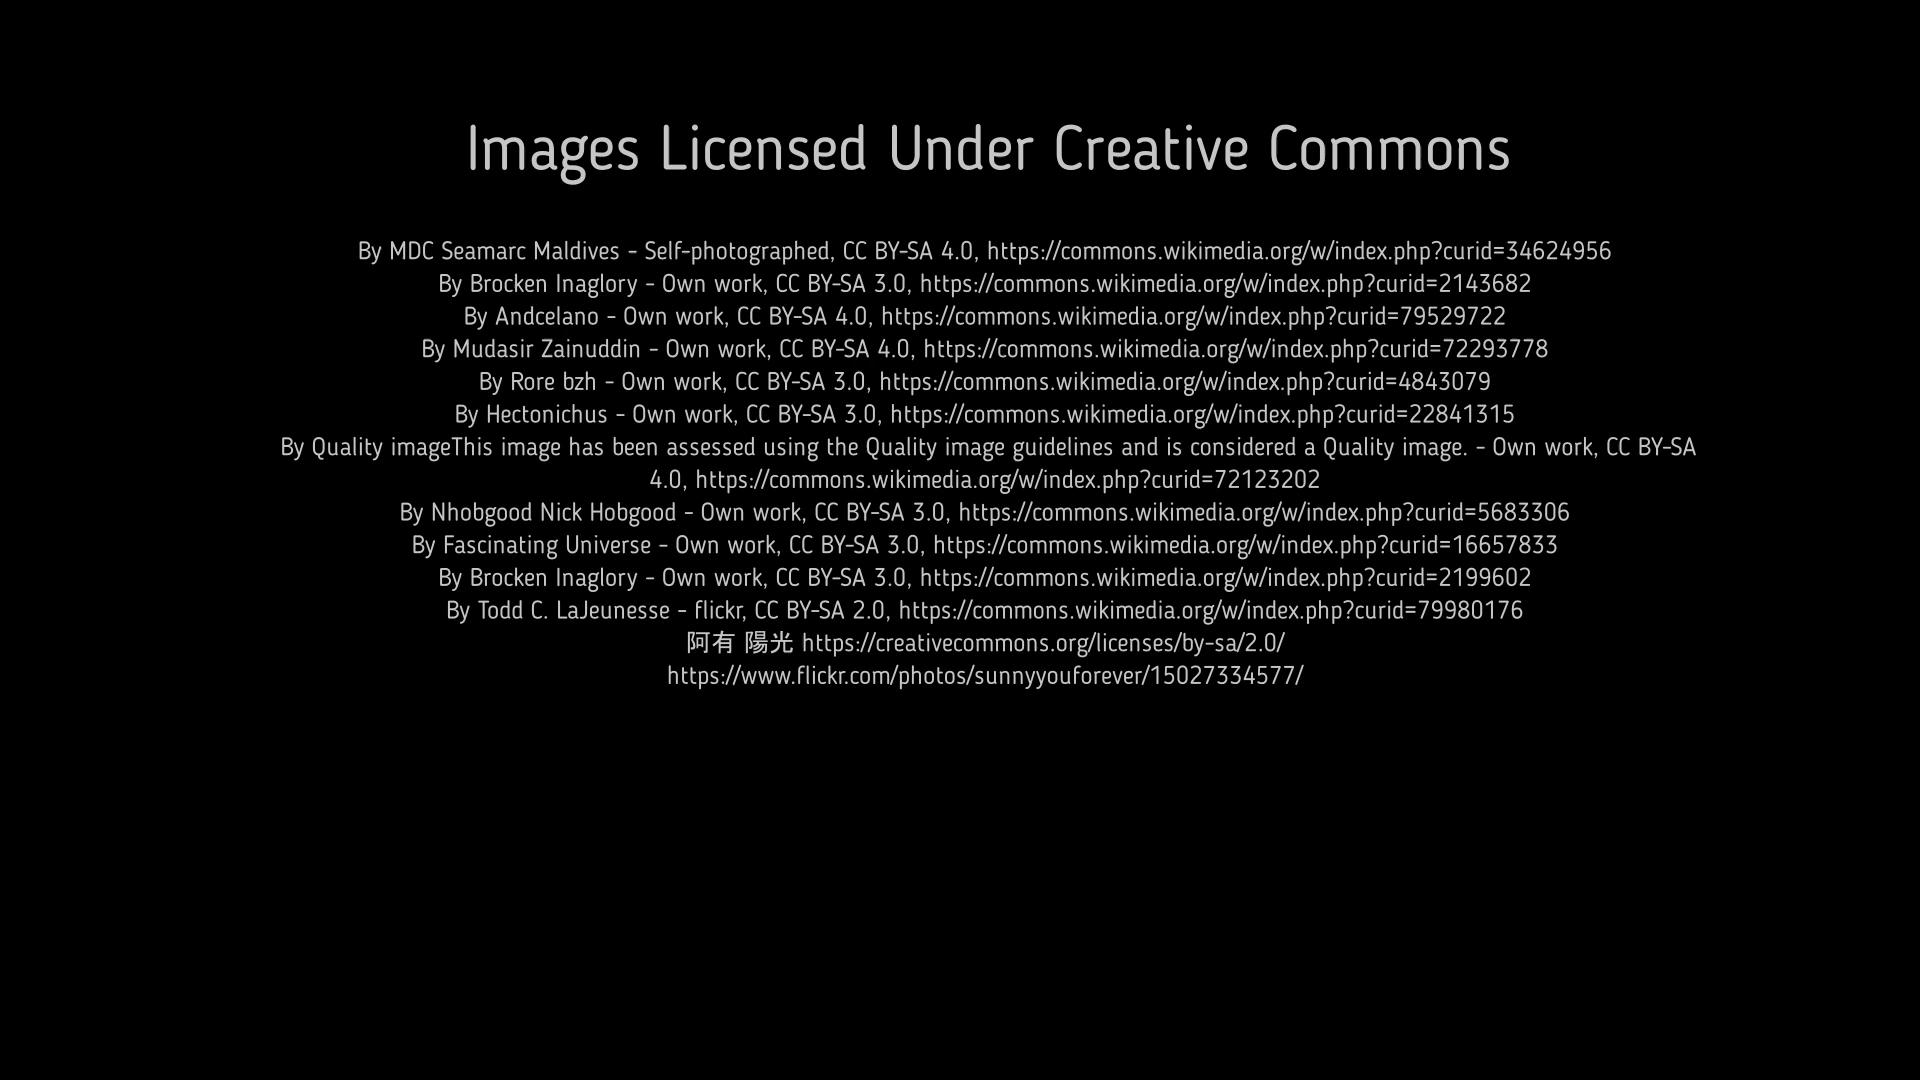 Images Licensed Under Creative Commons
By MDC Seamarc Maldives - Self-photographed, CC BY-SA 4.0, https://commons.wikimedia.org/w/index.php?curid=34624956
By Brocken Inaglory - Own work, CC BY-SA 3.0, https://commons.wikimedia.org/w/index.php?curid=2143682
By Andcelano - Own work, CC BY-SA 4.0, https://commons.wikimedia.org/w/index.php?curid=79529722
By Mudasir Zainuddin - Own work, CC BY-SA 4.0, https://commons.wikimedia.org/w/index.php?curid=72293778
By Rore bzh - Own work, CC BY-SA 3.0, https://commons.wikimedia.org/w/index.php?curid=4843079
By Hectonichus - Own work, CC BY-SA 3.0, https://commons.wikimedia.org/w/index.php?curid=22841315
By Quality imageThis image has been assessed using the Quality image guidelines and is considered a Quality image. - Own work, CC BY-SA
4.0, https://commons.wikimedia.org/w/index.php?curid=72123202
By Nhobgood Nick Hobgood - Own work, CC BY-SA 3.0, https://commons.wikimedia.org/w/index.php?curid=5683306
By Fascinating Universe - Own work, CC BY-SA 3.0, https://commons.wikimedia.org/w/index.php?curid=16657833
By Brocken Inaglory - Own work, CC BY-SA 3.0, https://commons.wikimedia.org/w/index.php?curid=2199602
By Todd C. LaJeunesse - flickr, CC BY-SA 2.0, https://commons.wikimedia.org/w/index.php?curid=79980176
阿有 陽光 https://creativecommons.org/licenses/by-sa/2.0/
https://www.flickr.com/photos/sunnyyouforever/15027334577/